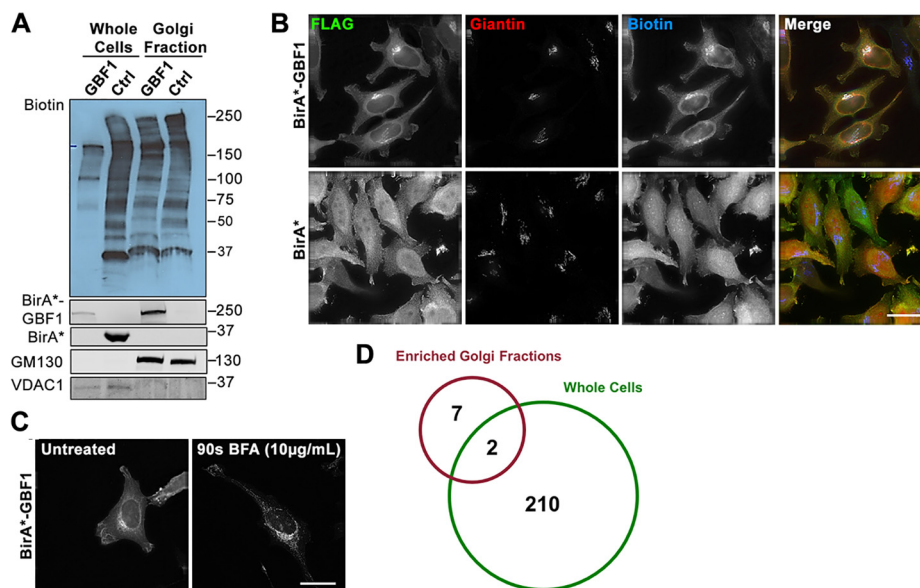 A
Whole Cells
Golgi Fraction
GBF1
Ctrl
GBF1
Ctrl
Biotin
–250
–150
–100
–75
–50
–37
BirA*-
GBF1
–250
BirA*
–37
GM130
–130
VDAC1
–37
B
FLAG
Giantin
Biotin
Merge
BirA*-GBF1
BirA*
C
Untreated
90s BFA (10µg/mL)
BirA*-GBF1
D
Enriched Golgi Fractions
Whole Cells
7
2
210